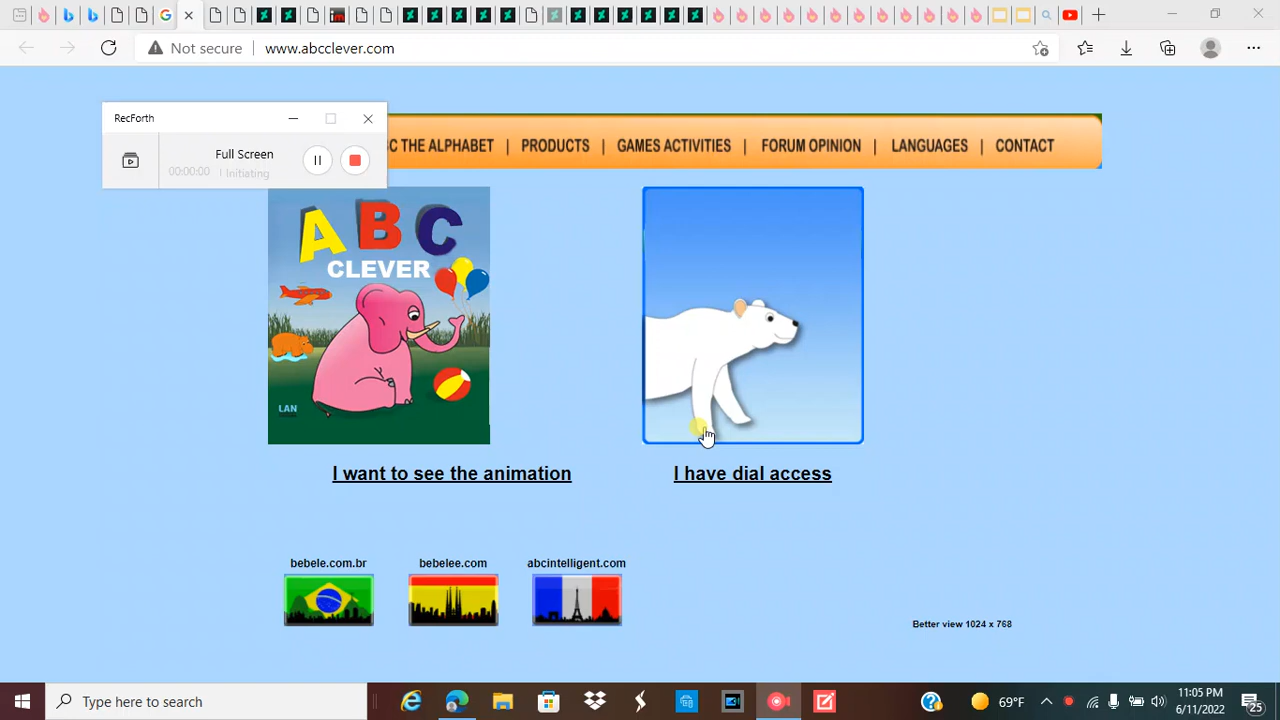 Not secure www.abcclever.com
RecForth
Full Screen
00:00:00 Initiating
C THE ALPHABET | PRODUCTS | GAMES ACTIVITIES | FORUM OPINION | LANGUAGES | CONTACT
A B C
CLEVER
LAN
I want to see the animation
I have dial access
bebele.com.br
bebelee.com
abcintelligent.com
Better view 1024 x 768
Type here to search
69°F
11:05 PM
6/11/2022
25